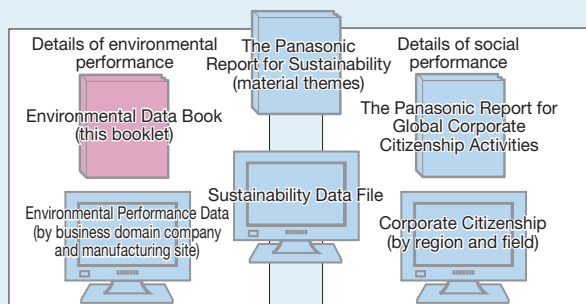 Details of environmental
performance
Environmental Data Book
(this booklet)
Environmental Performance Data
(by business domain company
and manufacturing site)
The Panasonic
Report for Sustainability
(material themes)
Sustainability Data File
Details of social
performance
The Panasonic Report for
Global Corporate
Citizenship Activities
Corporate Citizenship
(by region and field)